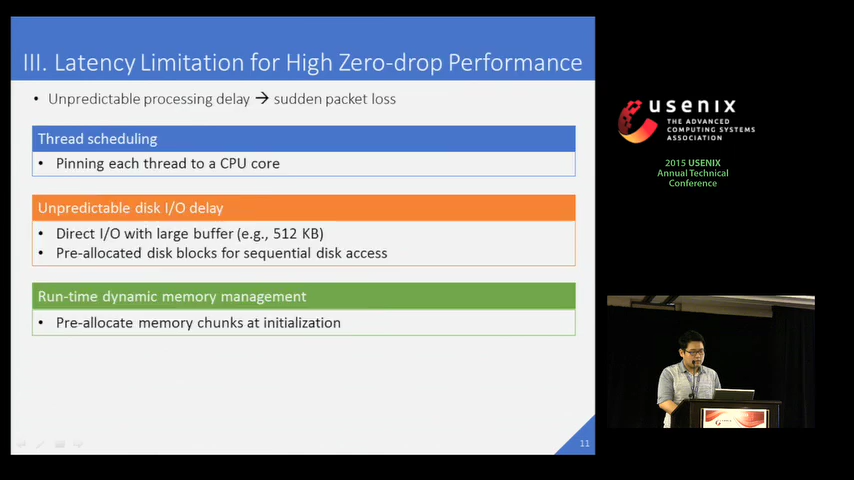 III. Latency Limitation for High Zero-drop Performance
• Unpredictable processing delay → sudden packet loss
Thread scheduling
• Pinning each thread to a CPU core
Unpredictable disk I/O delay
• Direct I/O with large buffer (e.g., 512 KB)
• Pre-allocated disk blocks for sequential disk access
Run-time dynamic memory management
• Pre-allocate memory chunks at initialization
11
usenix
THE ADVANCED
COMPUTING SYSTEMS
ASSOCIATION
2015 USENIX
Annual Technical
Conference